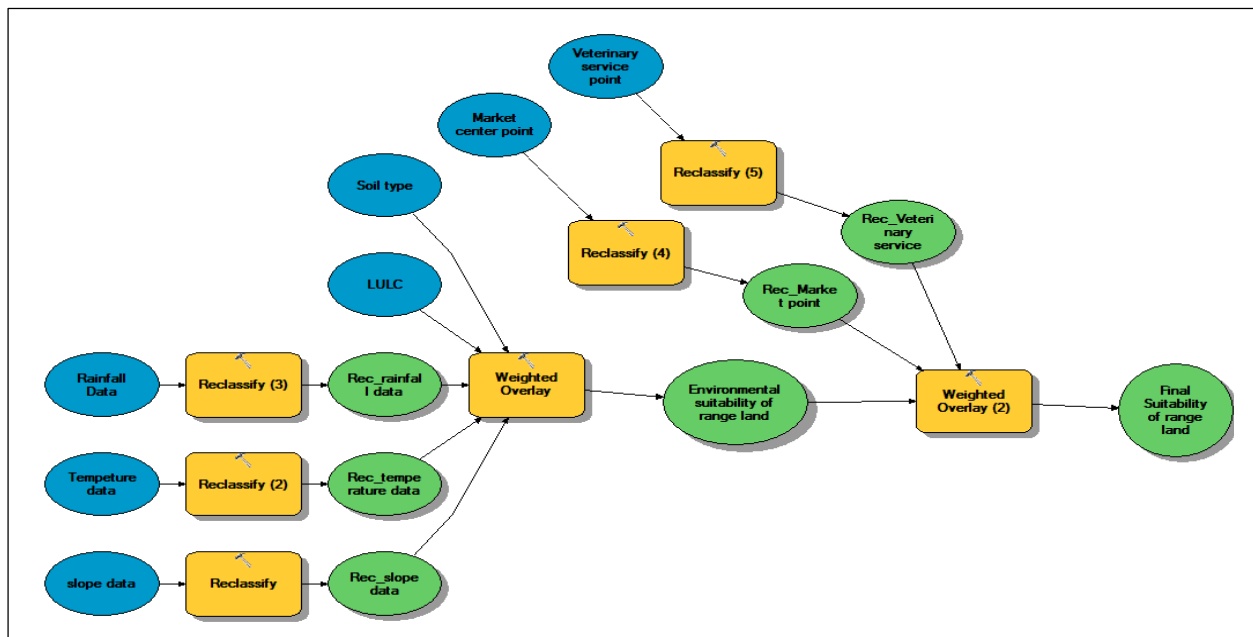 Veterinary
service
point
Market
center point
Reclassify (5)
Soil type
Rec_Veteri
nary
service
Reclassify (4)
LULC
Rec_Marke
t point
Rainfall
Data
Reclassify (3)
Rec_rainfal
l data
Weighted
Overlay
Environmental
suitability of
range land
Weighted
Overlay (2)
Final
Suitability
of range
land
Tempeture
data
Reclassify (2)
Rec_tempe
rature data
slope data
Reclassify
Rec_slope
data